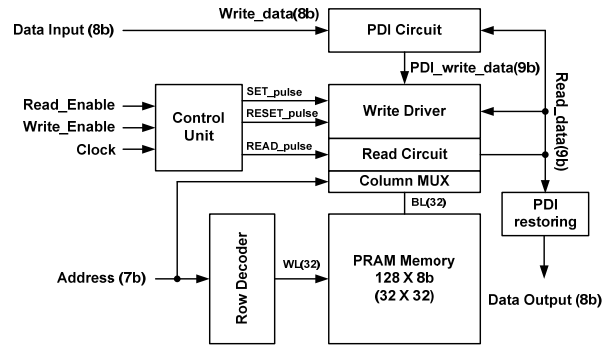 Write_data(8b)
Data Input (8b)
PDI Circuit
PDI_write_data(9b)
Read_data(9b)
SET_pulse
Read_Enable
Write_Enable
Clock
Control
Unit
RESET_pulse
READ_pulse
Write Driver
Read Circuit
Column MUX
BL(32)
PDI
restoring
Address (7b)
Row Decoder
WL(32)
PRAM Memory
128 X 8b
(32 X 32)
Data Output (8b)